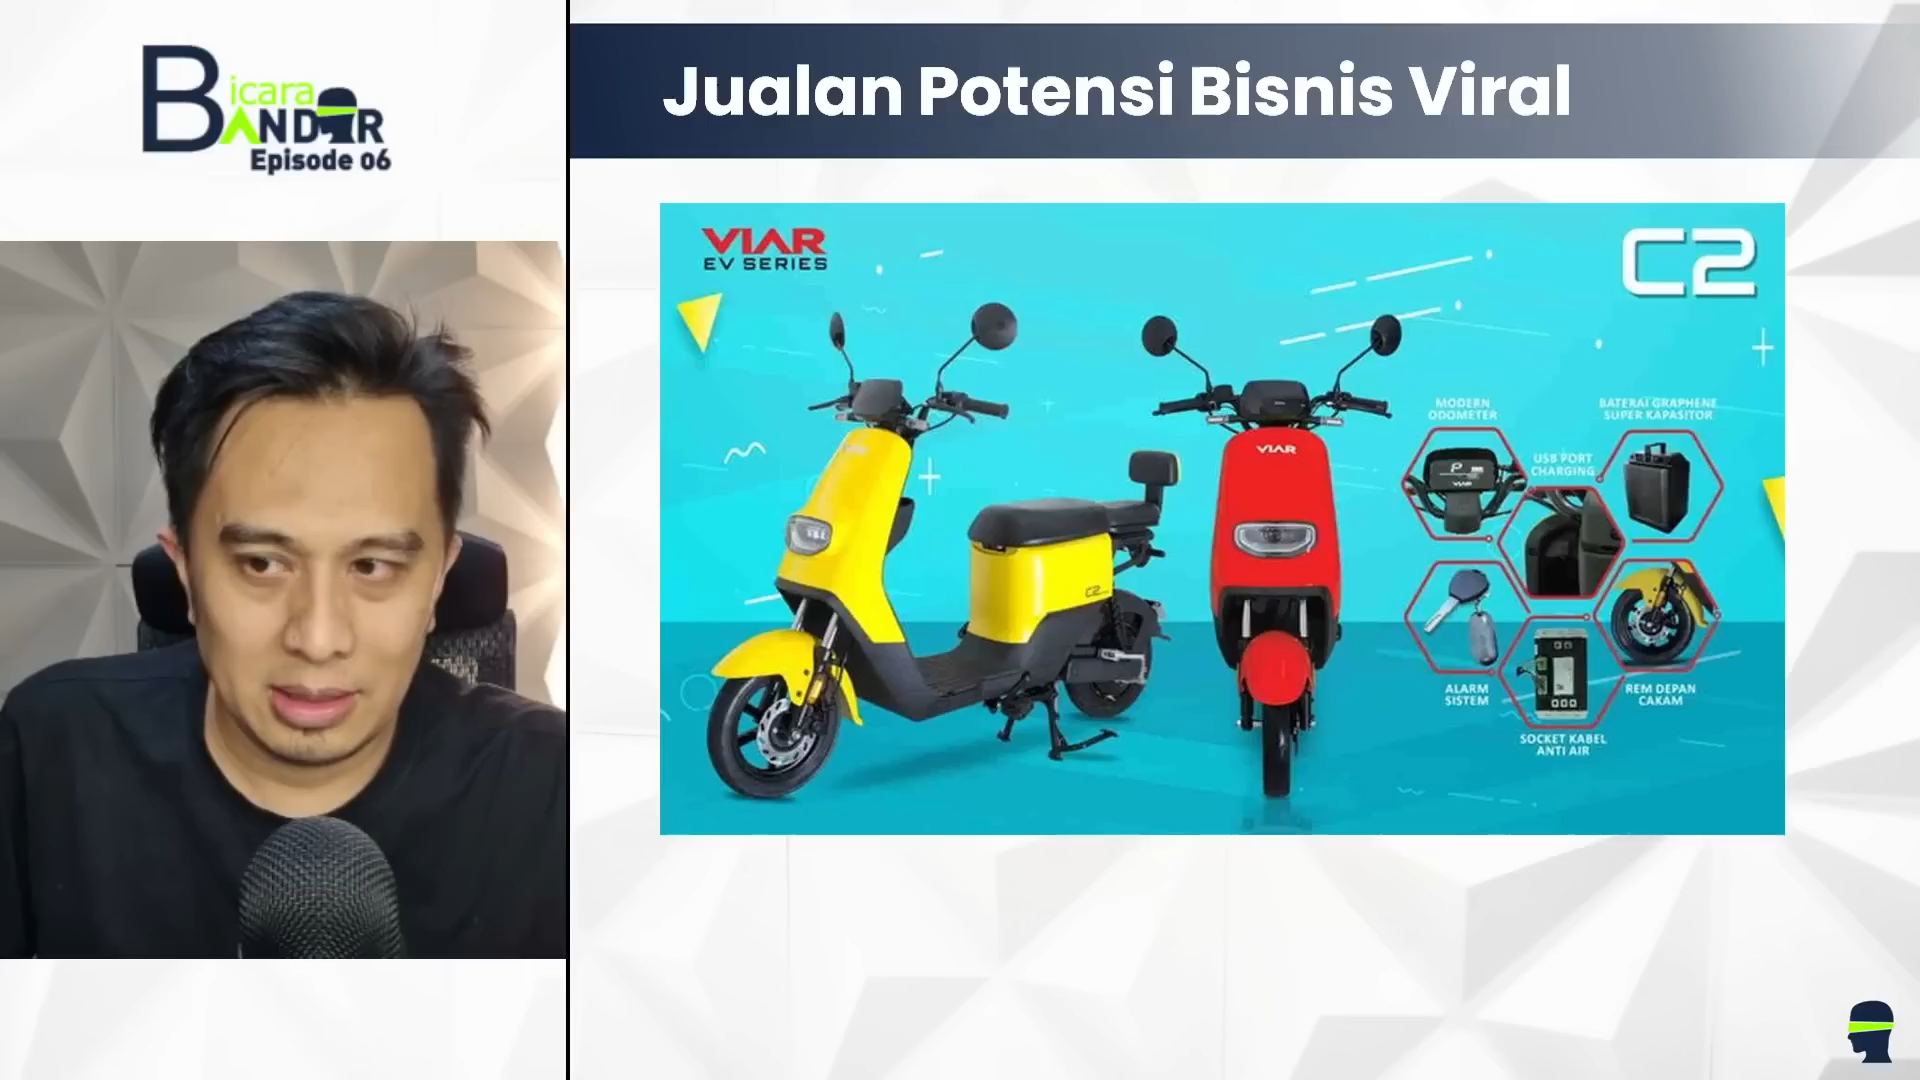 Bicara
BANDAR
Episode 06
Jualan Potensi Bisnis Viral
VIAR
EV SERIES
C2
MODERN
ODOMETER
BATERAI GRAPHENE
SUPER KAPASITOR
USB PORT
CHARGING
VIAR
C2
ALARM
SISTEM
REM DEPAN
CAKAM
SOCKET KABEL
ANTI AIR